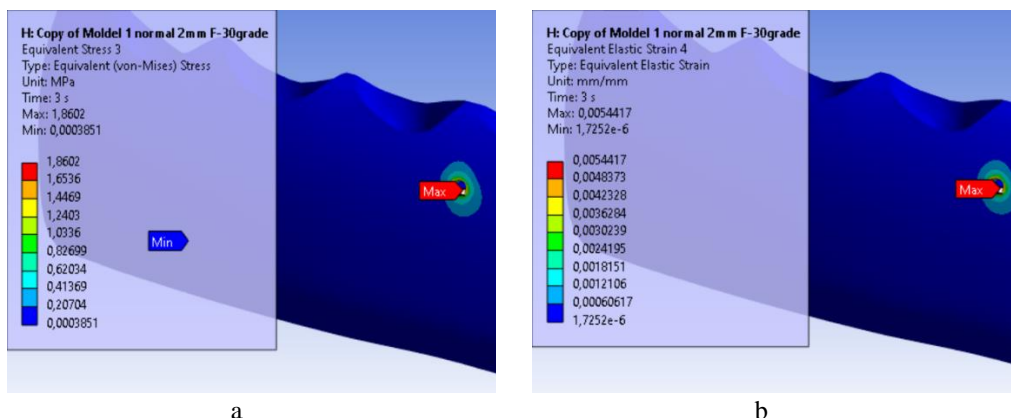 H: Copy of Moldel 1 normal 2mm F-30grade
Equivalent Stress 3
Type: Equivalent (von-Mises) Stress
Unit: MPa
Time: 3 s
Max: 1,8602
Min: 0,0003851
1,8602
1,6536
1,4469
1,2403
1,0336
0,82699
0,62034
0,41369
0,20704
0,0003851
Min
Max
a
H: Copy of Moldel 1 normal 2mm F-30grade
Equivalent Elastic Strain 4
Type: Equivalent Elastic Strain
Unit: mm/mm
Time: 3 s
Max: 0,0054417
Min: 1,7252e-6
0,0054417
0,0048373
0,0042328
0,0036284
0,0030239
0,0024195
0,0018151
0,0012106
0,00060617
1,7252e-6
Max
b